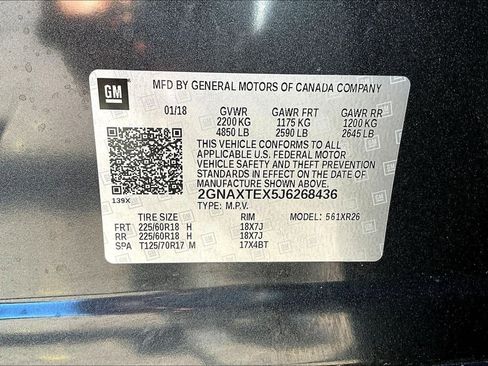 GM
MFD BY GENERAL MOTORS OF CANADA COMPANY
01/18 GVWR GAWR FRT GAWR RR
2200 KG 1175 KG 1200 KG
4850 LB 2590 LB 2645 LB
THIS VEHICLE CONFORMS TO ALL
APPLICABLE U.S. FEDERAL MOTOR
VEHICLE SAFETY AND THEFT PREVENTION
STANDARDS IN EFFECT ON THE DATE OF
MANUFACTURE SHOWN ABOVE.
139X 2GNAXTEX5J6268436
TYPE: M.P.V. MODEL: 561XR26
TIRE SIZE RIM
FRT 225/60R18 H 18X7J
RR 225/60R18 H 18X7J
SPA T125/70R17 M 17X4BT